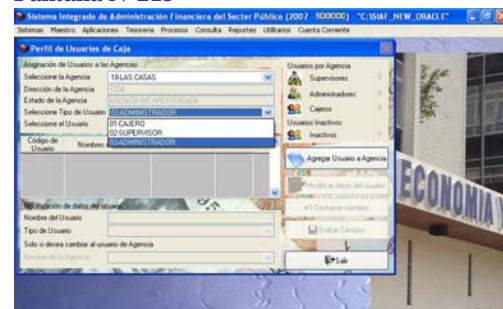 Sistema Integrado de Administración Financiera del Sector Público (2007 - 500000) - "C:\SIAF_NEW_ORACLE"
Sistemas Maestro Aplicaciones Tesoreria Procesos Consulta Reportes Utilitarios Cuenta Corriente
Perfil de Usuarios de Caja
Asignación de Usuarios a las Agencias
Seleccione la Agencia 18-LAS CASAS
Dirección de la Agencia 1234
Estado de la Agencia AGENCIA NO APERTURADA
Seleccione Tipo de Usuario 03-ADMINISTRADOR
Seleccione el Usuario 01-CAJERO
02-SUPERVISOR
03-ADMINISTRADOR
Código de Usuario Nombres
Usuarios por Agencia
Supervisores
Administradores
Cajeros
Usuarios Inactivos
Inactivos
Agregar Usuario a Agencia
Modificar datos del usuario
Deshacer cambios
Grabar Cambios
Salir
Modificación de datos del usuario
Nombre del Usuario
Tipo de Usuario
Solo si desea cambiar al usuario de Agencia
Nombre de la Agencia
ECONOMIA